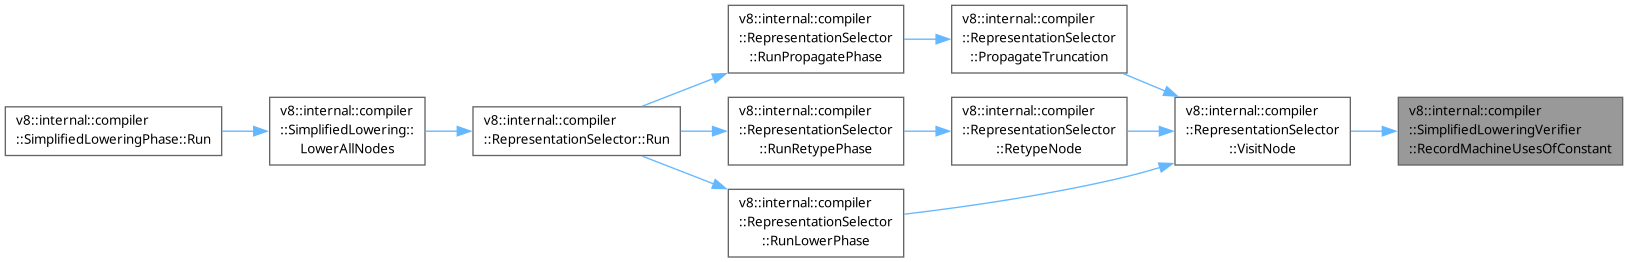 v8::internal::compiler
::SimplifiedLoweringPhase::Run
v8::internal::compiler
::SimplifiedLowering::
LowerAllNodes
v8::internal::compiler
::RepresentationSelector::Run
v8::internal::compiler
::RepresentationSelector
::RunPropagatePhase
v8::internal::compiler
::RepresentationSelector
::PropagateTruncation
v8::internal::compiler
::RepresentationSelector
::RunRetypePhase
v8::internal::compiler
::RepresentationSelector
::RetypeNode
v8::internal::compiler
::RepresentationSelector
::RunLowerPhase
v8::internal::compiler
::RepresentationSelector
::VisitNode
v8::internal::compiler
::SimplifiedLoweringVerifier
::RecordMachineUsesOfConstant